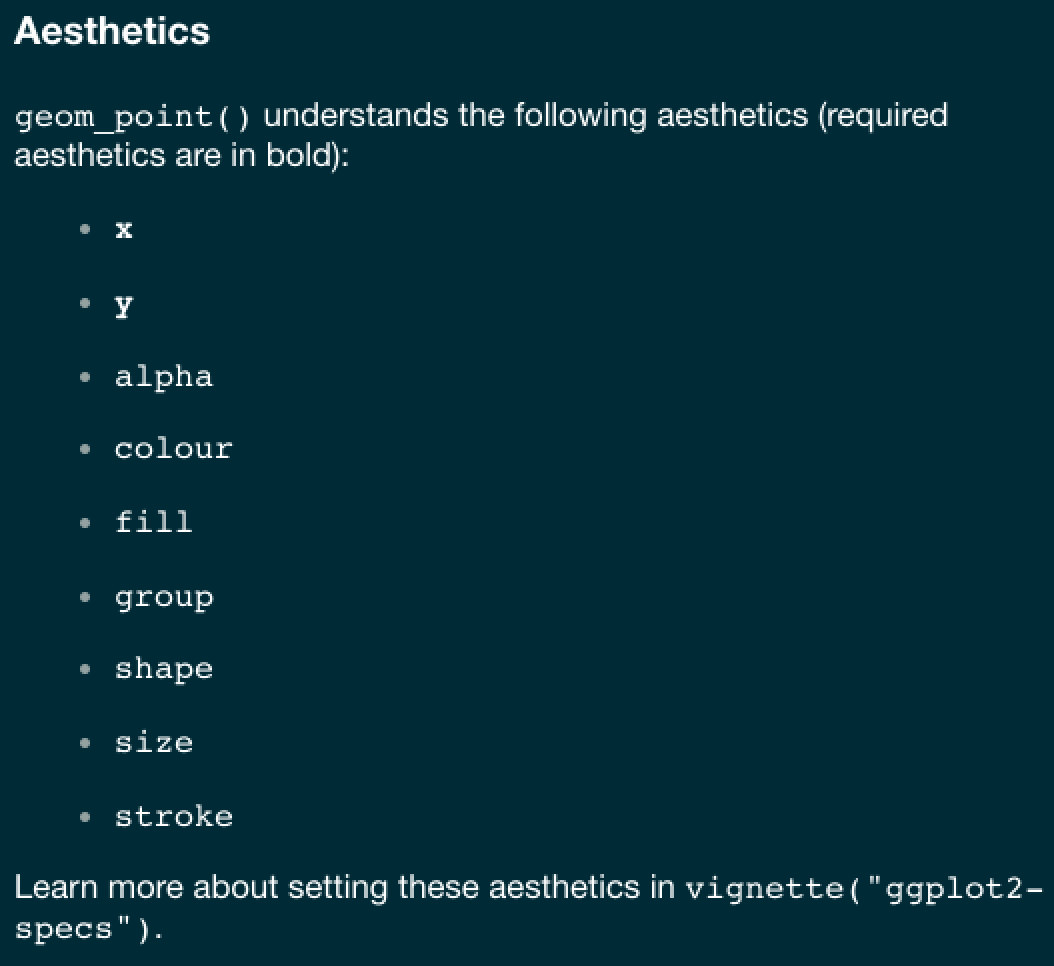 Aesthetics
geom_point() understands the following aesthetics (required
aesthetics are in bold):
x
y
alpha
colour
fill
group
shape
size
stroke
Learn more about setting these aesthetics in vignette("ggplot2-
specs").